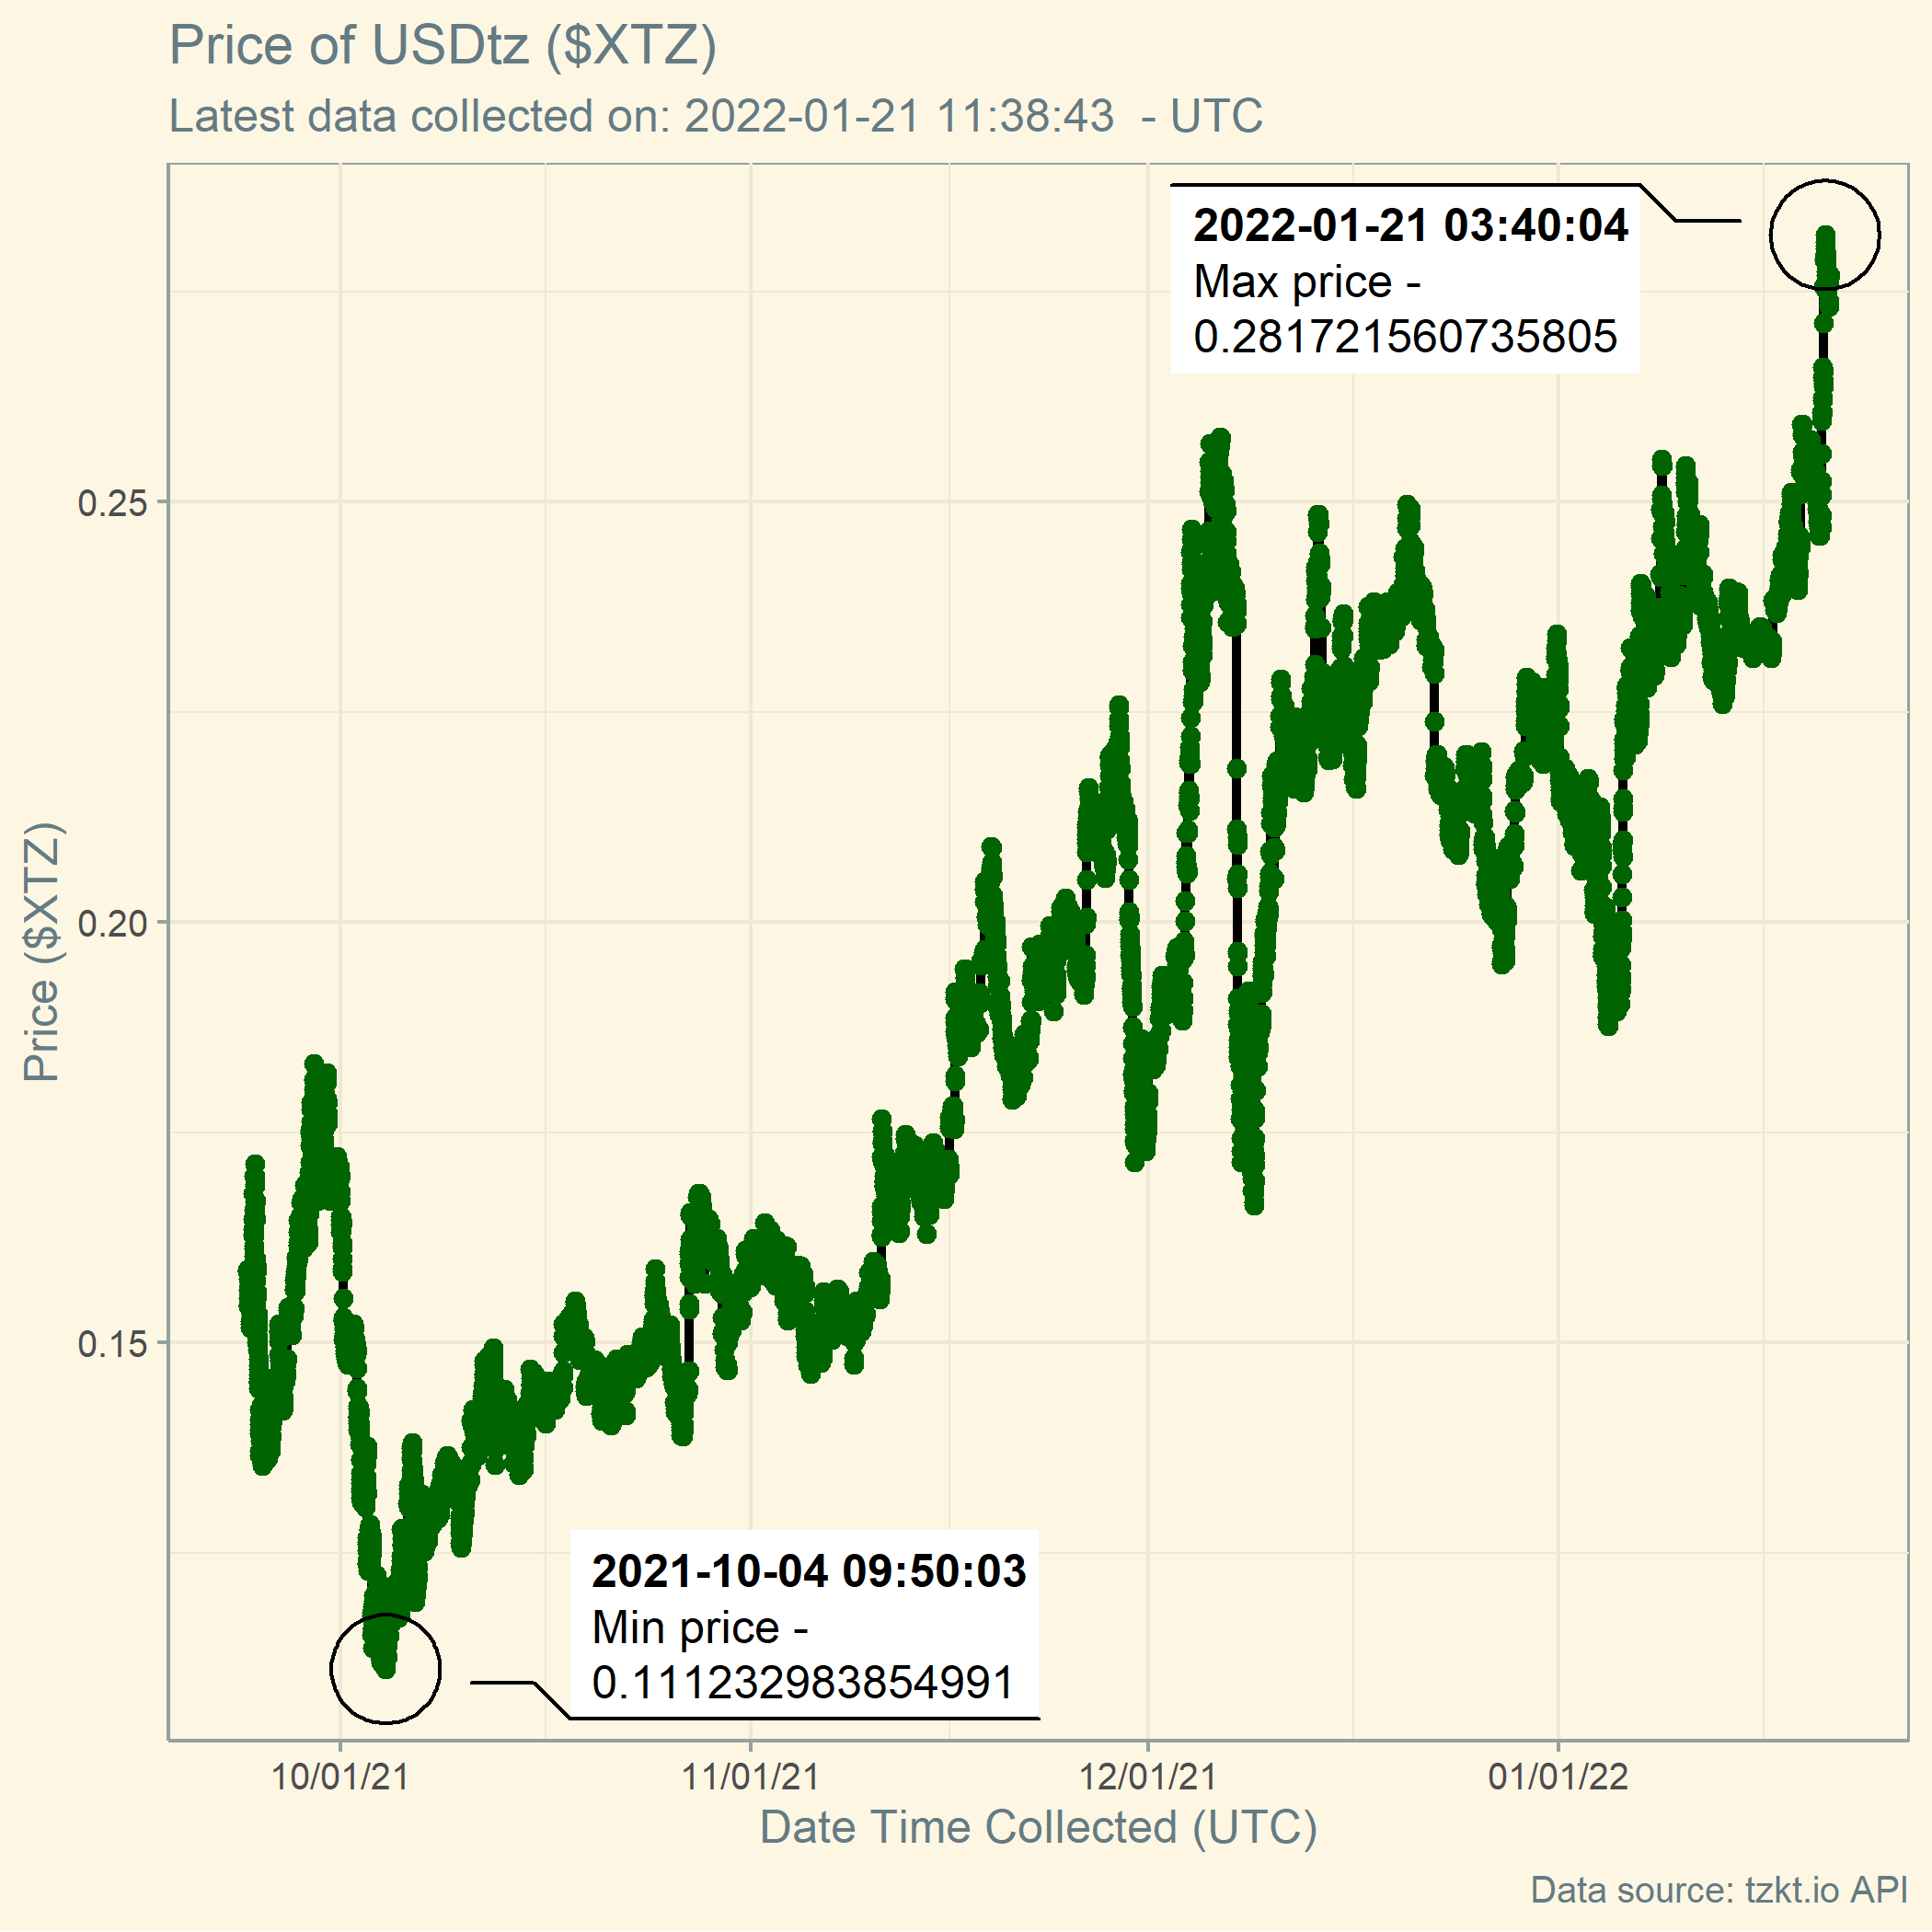 Price of USDtz ($XTZ)
Latest data collected on: 2022-01-21 11:38:43  - UTC
2022-01-21 03:40:04
Max price -
0.281721560735805
0.25
0.20
0.15
Price ($XTZ)
2021-10-04 09:50:03
Min price -
0.111232983854991
10/01/21
11/01/21
12/01/21
01/01/22
Date Time Collected (UTC)
Data source: tzkt.io API